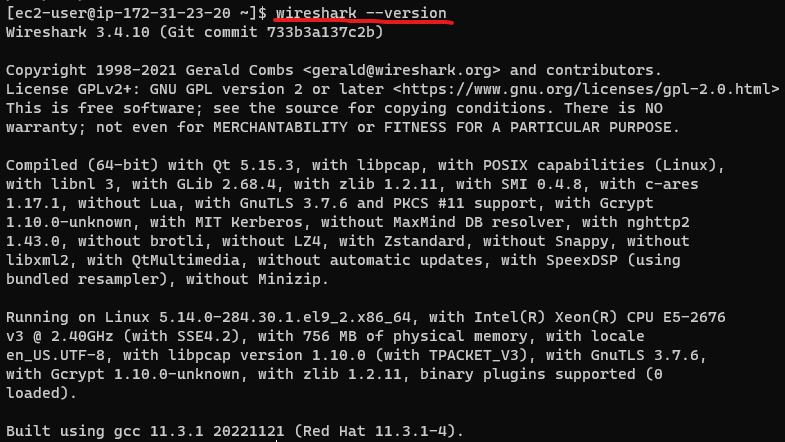 [ec2-user@ip-172-31-23-20 ~]$ wireshark --version
Wireshark 3.4.10 (Git commit 733b3a137c2b)
Copyright 1998-2021 Gerald Combs <gerald@wireshark.org> and contributors.
License GPLv2+: GNU GPL version 2 or later <https://www.gnu.org/licenses/gpl-2.0.html>
This is free software; see the source for copying conditions. There is NO
warranty; not even for MERCHANTABILITY or FITNESS FOR A PARTICULAR PURPOSE.
Compiled (64-bit) with Qt 5.15.3, with libpcap, with POSIX capabilities (Linux),
with libnl 3, with GLib 2.68.4, with zlib 1.2.11, with SMI 0.4.8, with c-ares
1.17.1, without Lua, with GnuTLS 3.7.6 and PKCS #11 support, with Gcrypt
1.10.0-unknown, with MIT Kerberos, without MaxMind DB resolver, with nghttp2
1.43.0, without brotli, without LZ4, with Zstandard, without Snappy, without
libxml2, with QtMultimedia, without automatic updates, with SpeexDSP (using
bundled resampler), without Minizip.
Running on Linux 5.14.0-284.30.1.el9_2.x86_64, with Intel(R) Xeon(R) CPU E5-2676
v3 @ 2.40GHz (with SSE4.2), with 756 MB of physical memory, with locale
en_US.UTF-8, with libpcap version 1.10.0 (with TPACKET_V3), with GnuTLS 3.7.6,
with Gcrypt 1.10.0-unknown, with zlib 1.2.11, binary plugins supported (0
loaded).
Built using gcc 11.3.1 20221121 (Red Hat 11.3.1-4).